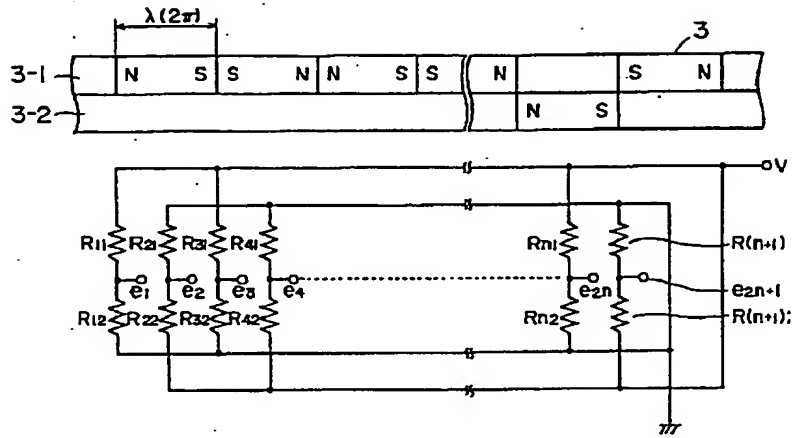 λ(2π)
3
3-1
N S S N N S S N S N
3-2
N S
V
R11 R21 R31 R41 Rn1 R(n+1)
e1 e2 e3 e4 e2n e2n+1
R12 R22 R32 R42 Rn2 R(n+1):